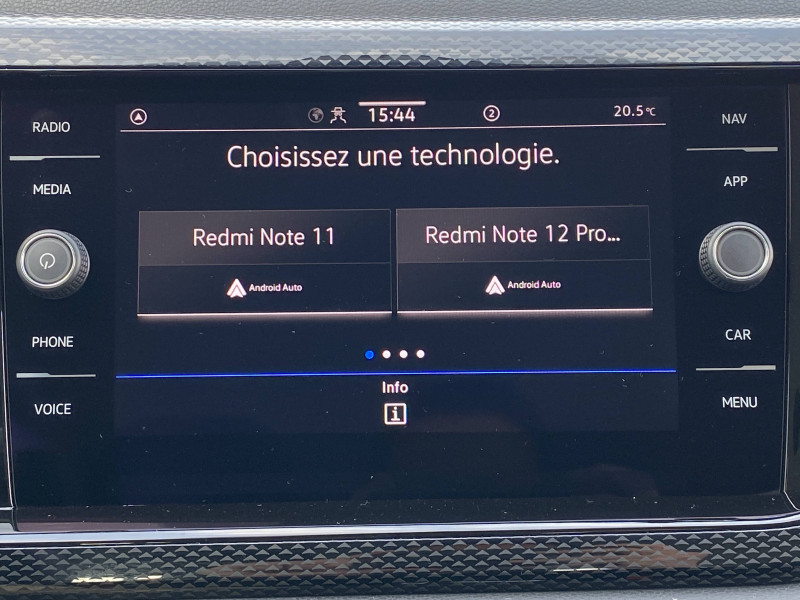 RADIO
MEDIA
PHONE
VOICE
15:44
2
20.5°C
Choisissez une technologie.
Redmi Note 11
Android Auto
Redmi Note 12 Pro...
Android Auto
Info
i
NAV
APP
CAR
MENU